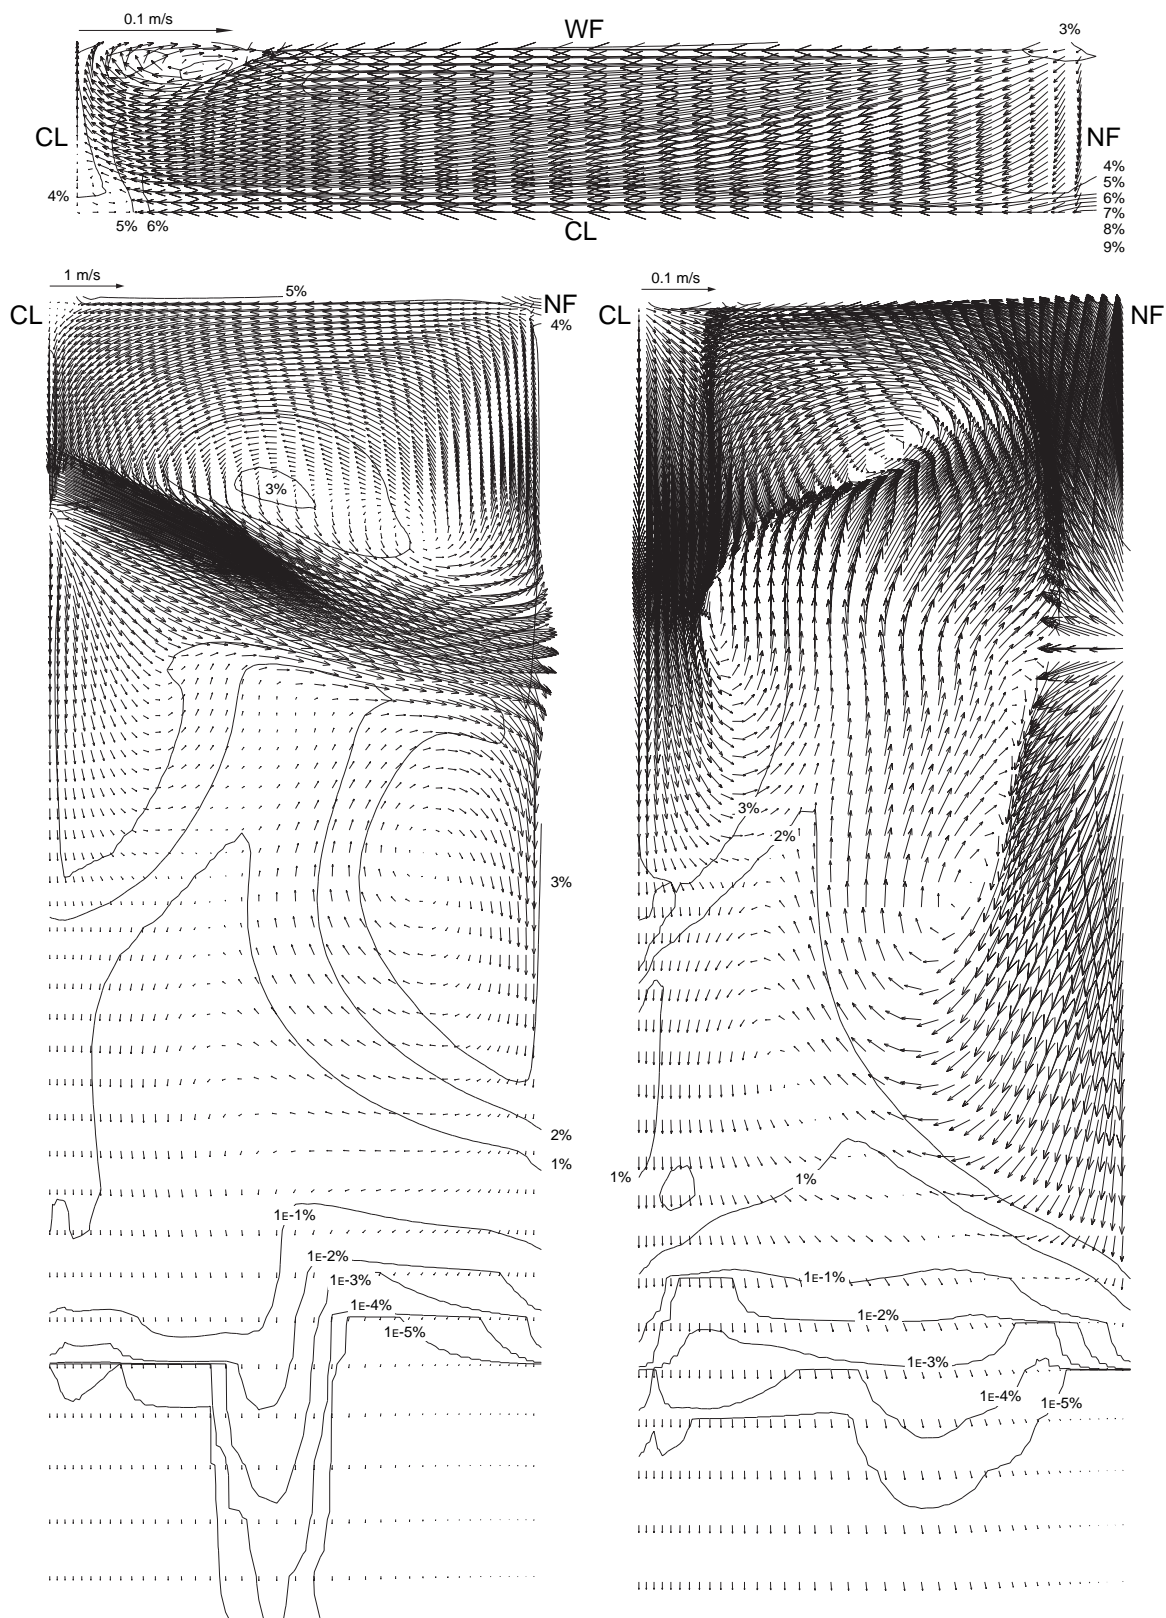 0.1 m/s
WF
3%
CL
NF
4%
4%
5%
6%
7%
8%
9%
5% 6%
CL
1 m/s
5%
CL
NF
4%
3%
3%
2%
1%
1E-1%
1E-2%
1E-3%
1E-4%
1E-5%
0.1 m/s
CL
NF
3%
2%
1%
1%
1E-1%
1E-2%
1E-3%
1E-4%
1E-5%